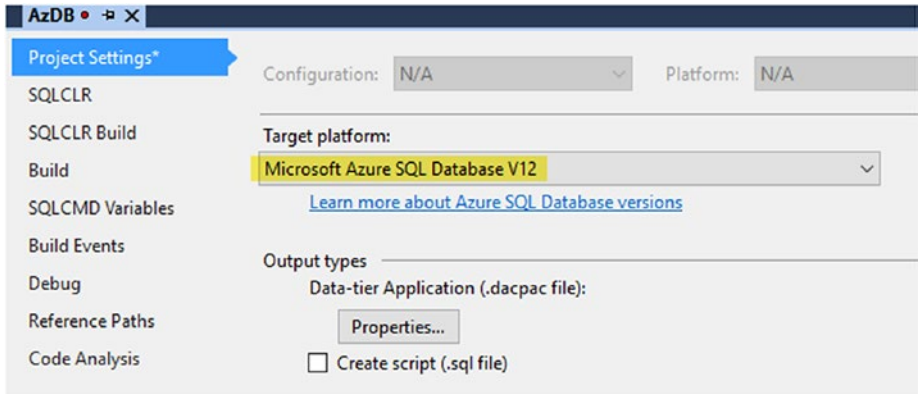 AzDB
Project Settings*
SQLCLR
SQLCLR Build
Build
SQLCMD Variables
Build Events
Debug
Reference Paths
Code Analysis
Configuration: N/A Platform: N/A
Target platform:
Microsoft Azure SQL Database V12
Learn more about Azure SQL Database versions
Output types
Data-tier Application (.dacpac file):
Properties...
Create script (.sql file)